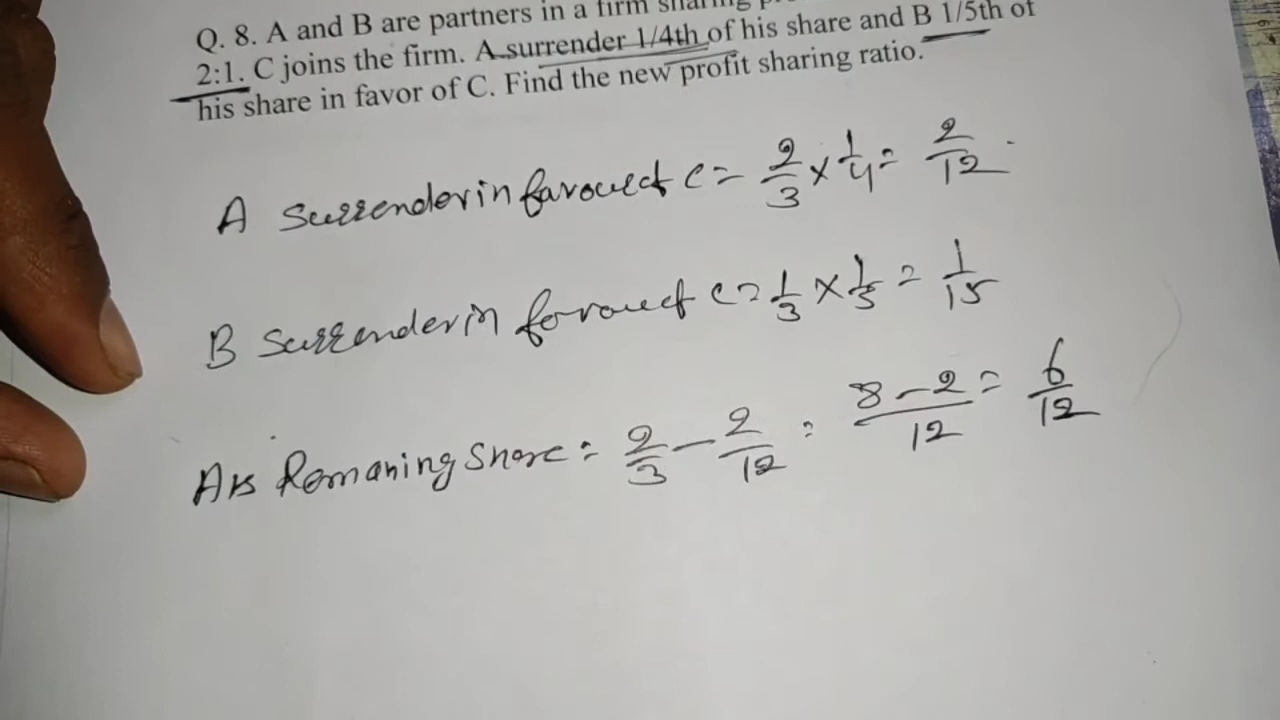 Q. 8. A and B are partners in a firm sharing
2:1. C joins the firm. A surrender 1/4th of his share and B 1/5th of
his share in favor of C. Find the new profit sharing ratio.
A surrender in favour of C = 2/3 × 1/4 = 2/12
B surrender in favour of C = 1/3 × 1/5 = 1/15
A's Remaning Share = 2/3 - 2/12 = 8-2/12 = 6/12